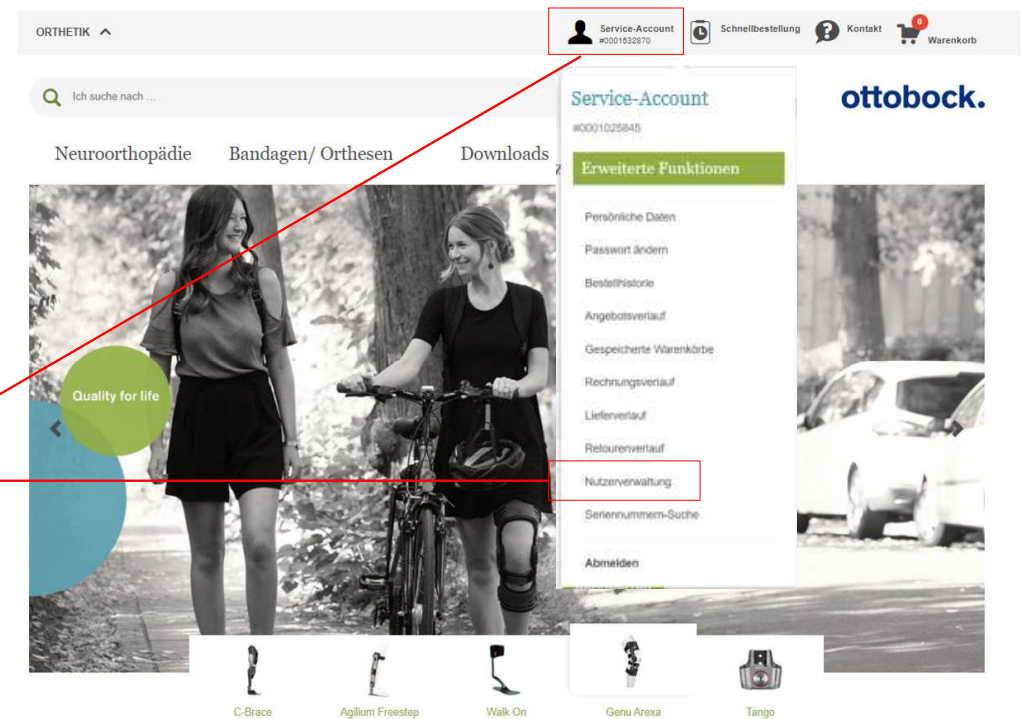 ORTHETIK
Service-Account
#0001532870
Schnellbestellung
Kontakt
0
Warenkorb
Ich suche nach ...
ottobock.
Neuroorthopädie
Bandagen/ Orthesen
Downloads
Service-Account
#0001025845
Erweiterte Funktionen
Persönliche Daten
Passwort ändern
Bestellhistorie
Angebotsverlauf
Gespeicherte Warenkörbe
Rechnungsverlauf
Lieferverlauf
Retourenverlauf
Nutzerverwaltung
Seriennummern-Suche
Abmelden
Quality for life
C-Brace
Agilium Freestep
Walk On
Genu Arexa
Tango